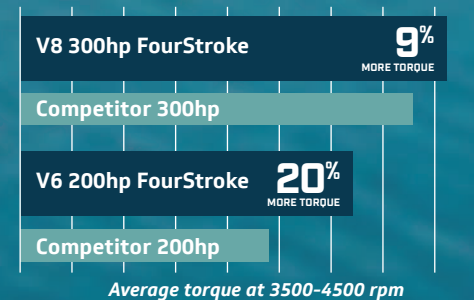 V8 300hp FourStroke
9%
MORE TORQUE
Competitor 300hp
V6 200hp FourStroke
20%
MORE TORQUE
Competitor 200hp
Average torque at 3500-4500 rpm